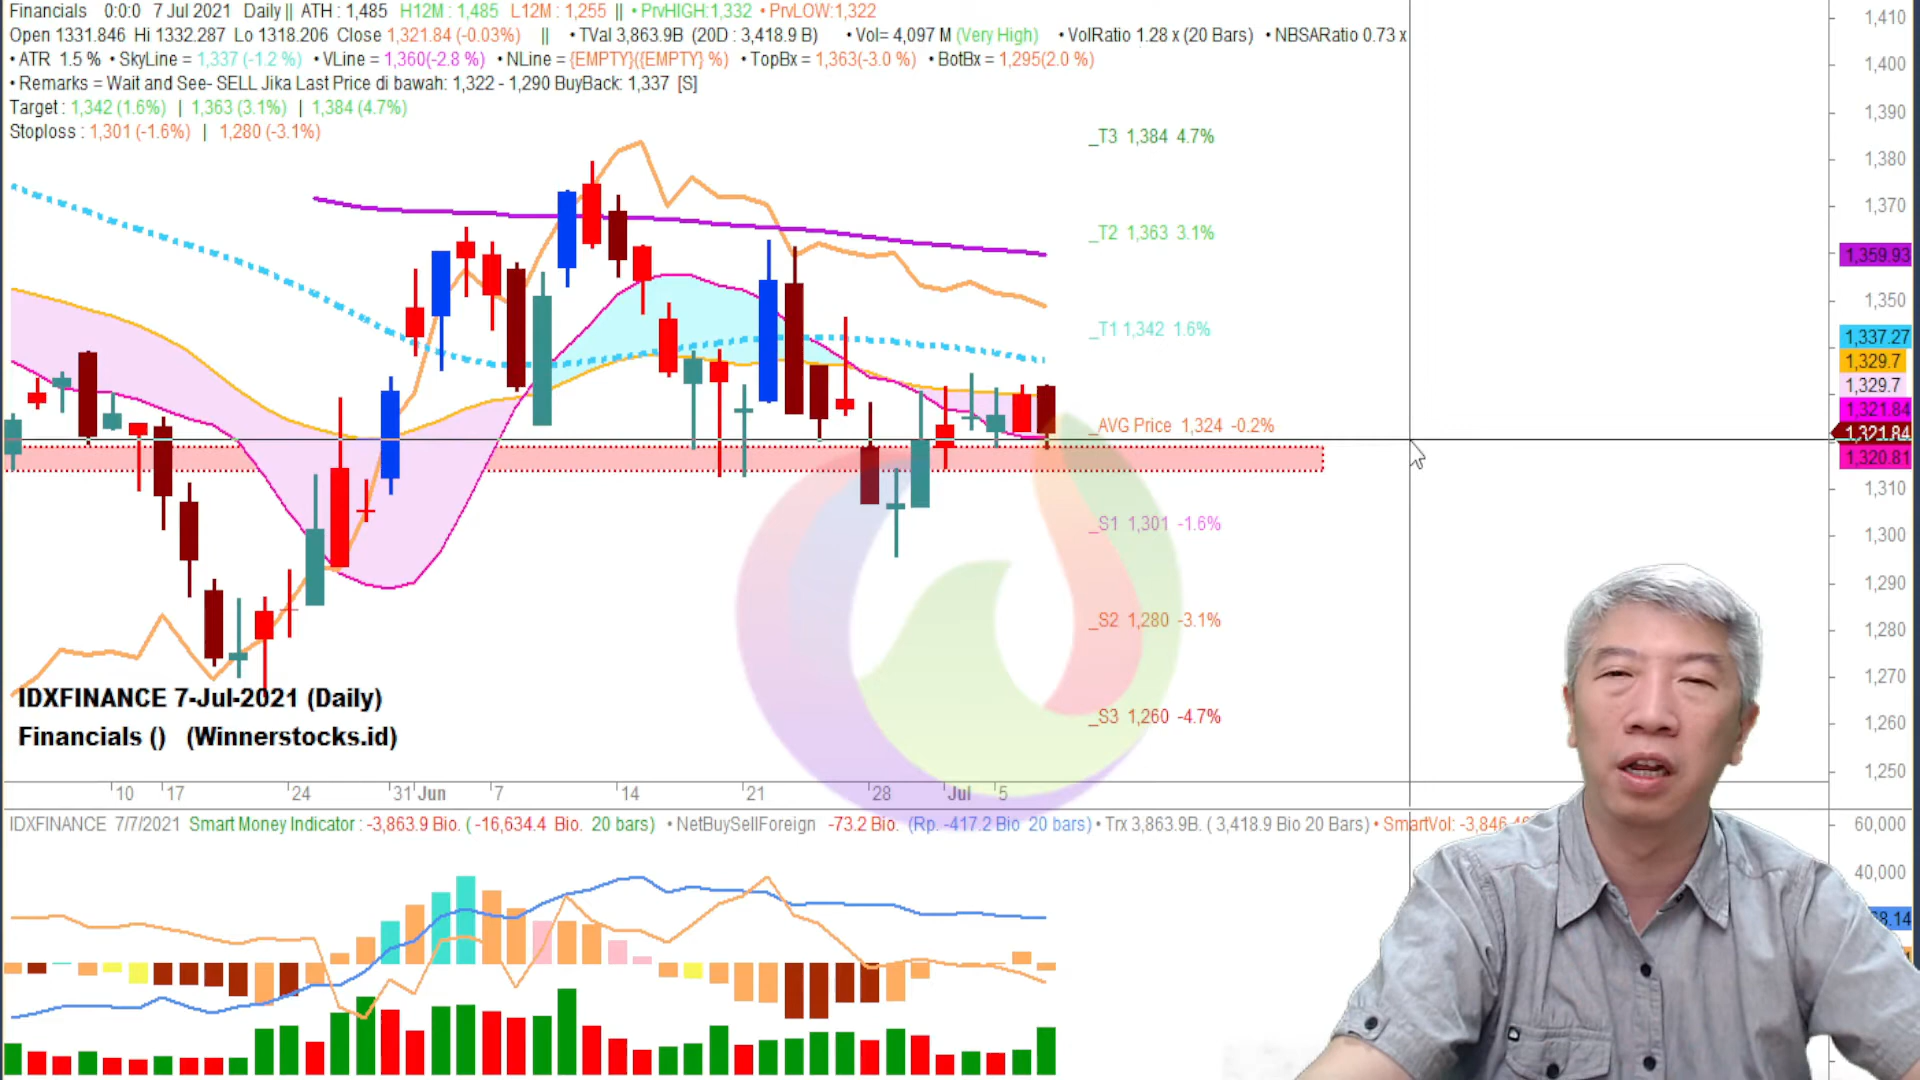 Financials 0:0:0 7 Jul 2021 Daily || ATH : 1,485 H12M : 1,485 L12M : 1,255 || • PrvHIGH:1,332 • PrvLOW:1,322
Open 1331.846 Hi 1332.287 Lo 1318.206 Close 1,321.84 (-0.03%) || • TVal 3,863.9B (20D : 3,418.9 B) • Vol= 4,097 M (Very High) • VolRatio 1.28 x (20 Bars) • NBSARatio 0.73 x
• ATR 1.5 % • SkyLine = 1,337 (-1.2 %) • VLine = 1,360(-2.8 %) • NLine = {EMPTY}({EMPTY} %) • TopBx = 1,363(-3.0 %) • BotBx = 1,295(2.0 %)
• Remarks = Wait and See- SELL Jika Last Price di bawah: 1,322 - 1,290 BuyBack: 1,337 [S]
Target : 1,342 (1.6%) | 1,363 (3.1%) | 1,384 (4.7%)
Stoploss : 1,301 (-1.6%) | 1,280 (-3.1%)
_T3 1,384 4.7%
_T2 1,363 3.1%
_T1 1,342 1.6%
_AVG Price 1,324 -0.2%
_S1 1,301 -1.6%
_S2 1,280 -3.1%
_S3 1,260 -4.7%
1,410
1,400
1,390
1,380
1,370
1,359.93
1,350
1,337.27
1,329.7
1,329.7
1,321.84
1,321.84
1,320.81
1,310
1,300
1,290
1,280
1,270
1,260
1,250
IDXFINANCE 7-Jul-2021 (Daily)
Financials () (Winnerstocks.id)
10 17 24 31 Jun 7 14 21 28 Jul 5
IDXFINANCE 7/7/2021 Smart Money Indicator : -3,863.9 Bio. ( -16,634.4 Bio. 20 bars) • NetBuySellForeign -73.2 Bio. (Rp. -417.2 Bio 20 bars) • Trx 3,863.9B. ( 3,418.9 Bio 20 Bars) • SmartVol:
60,000
40,000